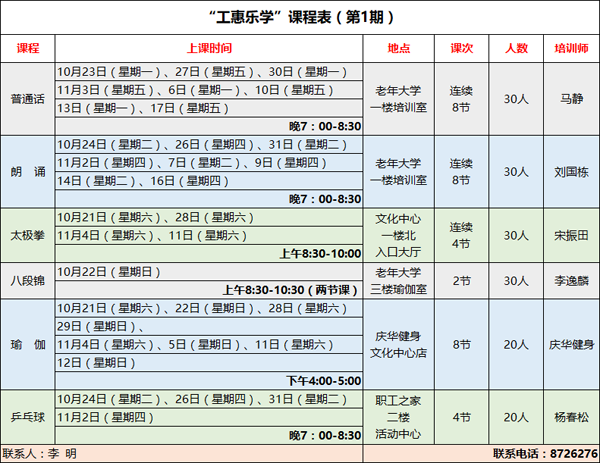 “工惠乐学”课程表（第1期）
课程 上课时间 地点 课次 人数 培训师
普通话
10月23日（星期一）、27日（星期五）、30日（星期一）
11月3日（星期五）、6日（星期一）、10日（星期五）
13日（星期一）、17日（星期五）
晚7：00-8:30
老年大学
一楼培训室
连续
8节
30人
马静
朗 诵
10月24日（星期二）、26日（星期四）、31日（星期二）
11月2日（星期四）、7日（星期二）、9日（星期四）
14日（星期二）、16日（星期四）
晚7：00-8:30
老年大学
一楼培训室
连续
8节
30人
刘国栋
太极拳
10月21日（星期六）、28日（星期六）
11月4日（星期六）、11日（星期六）
上午8:30-10:00
文化中心
一楼北
入口大厅
连续
4节
30人
宋振田
八段锦
10月22日（星期日）
上午8:30-10:30（两节课）
老年大学
三楼瑜伽室
2节
30人
李逸麟
瑜 伽
10月21日（星期六）、22日（星期日）、28日（星期六）
29日（星期日）、
11月4日（星期六）、5日（星期日）、11日（星期六）
12日（星期日）
下午4:00-5:00
庆华健身
文化中心店
8节
20人
庆华健身
乒乓球
10月24日（星期二）、26日（星期四）、31日（星期二）
11月2日（星期四）
晚7：00-8:30
职工之家
二楼
活动中心
4节
20人
杨春松
联系人：李 明
联系电话：8726276